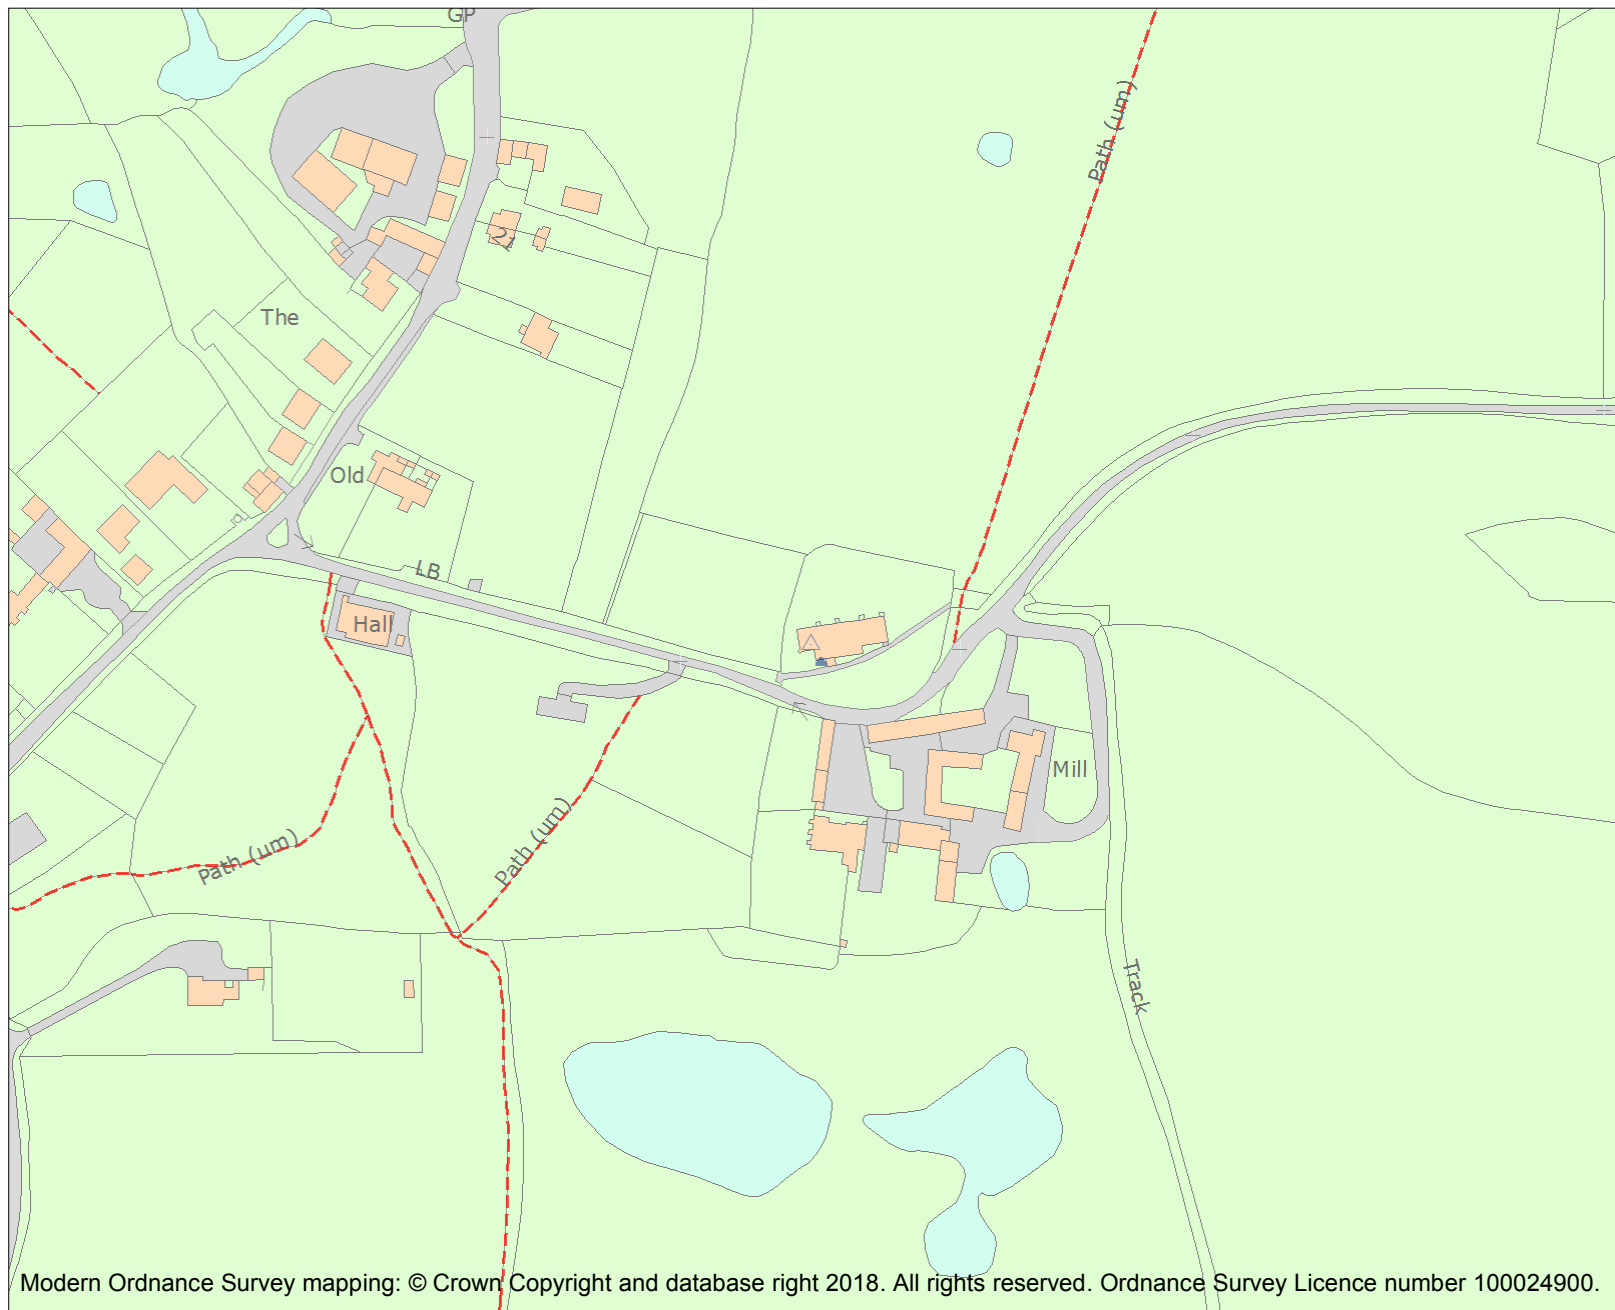 GP
Path (um)
21
The
Old
LB
Hall
Mill
Path (um)
Path (um)
Track
Modern Ordnance Survey mapping: © Crown Copyright and database right 2018. All rights reserved. Ordnance Survey Licence number 100024900.